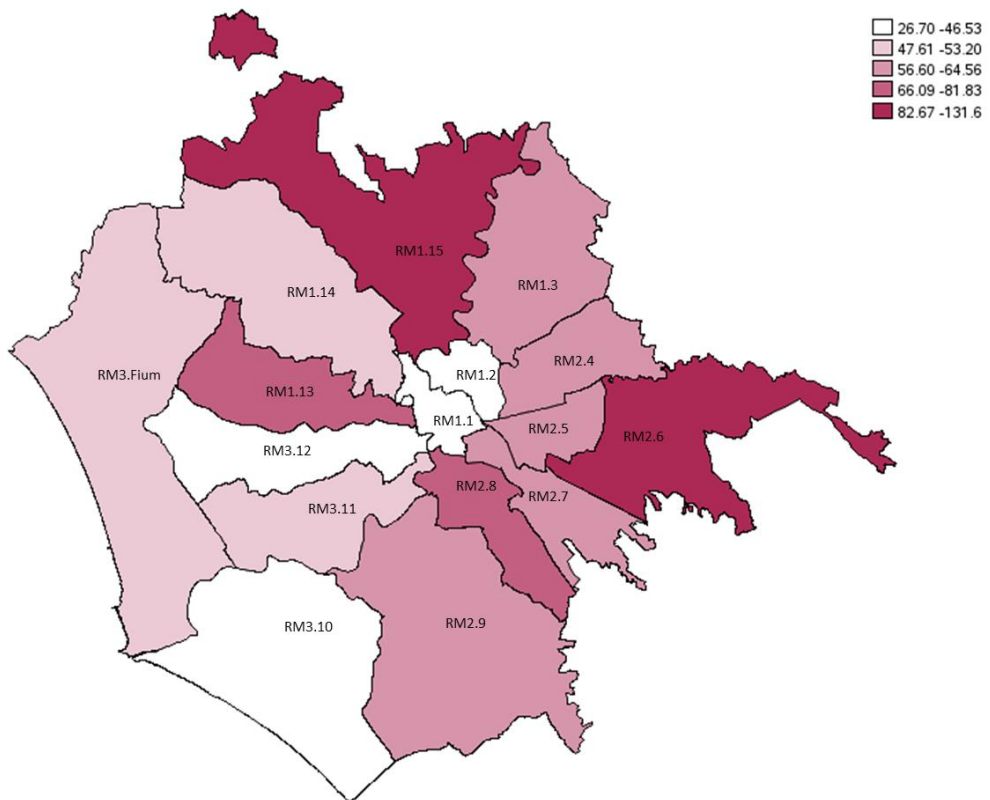 26.70 -46.53
47.61 -53.20
56.60 -64.56
66.09 -81.83
82.67 -131.6
RM1.15
RM1.3
RM1.14
RM2.4
RM3.Fium
RM1.2
RM1.13
RM1.1
RM2.5
RM2.6
RM3.12
RM2.8
RM2.7
RM3.11
RM2.9
RM3.10